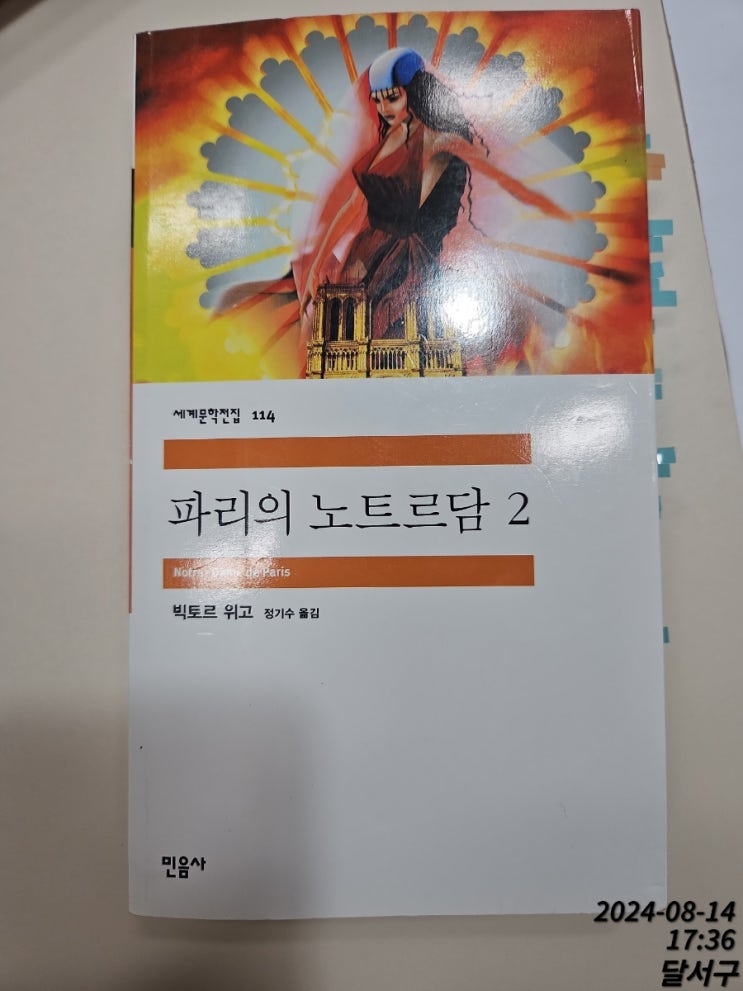 세계문학전집 114
파리의 노트르담 2
Notre-Dame de Paris
빅토르 위고 정기수 옮김
민음사
2024-08-14
17:36
달서구